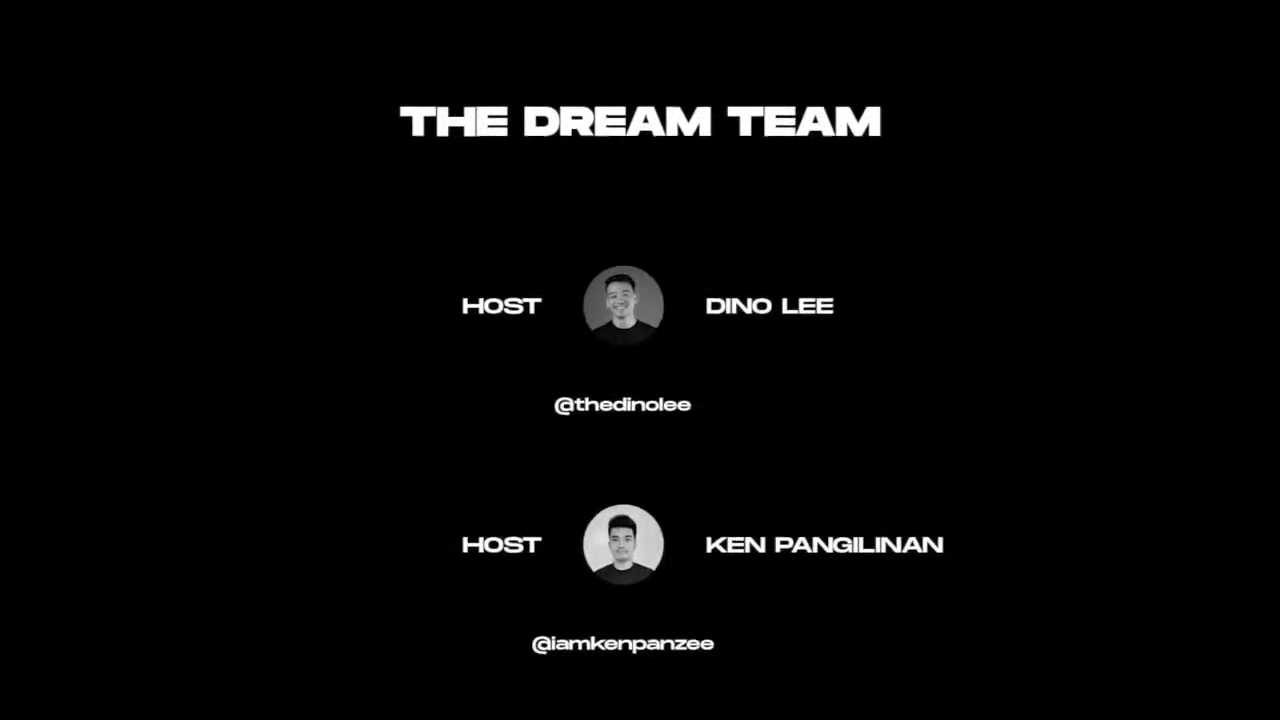 THE DREAM TEAM
HOST DINO LEE
@thedinolee
HOST KEN PANGILINAN
@iamkenpanzee